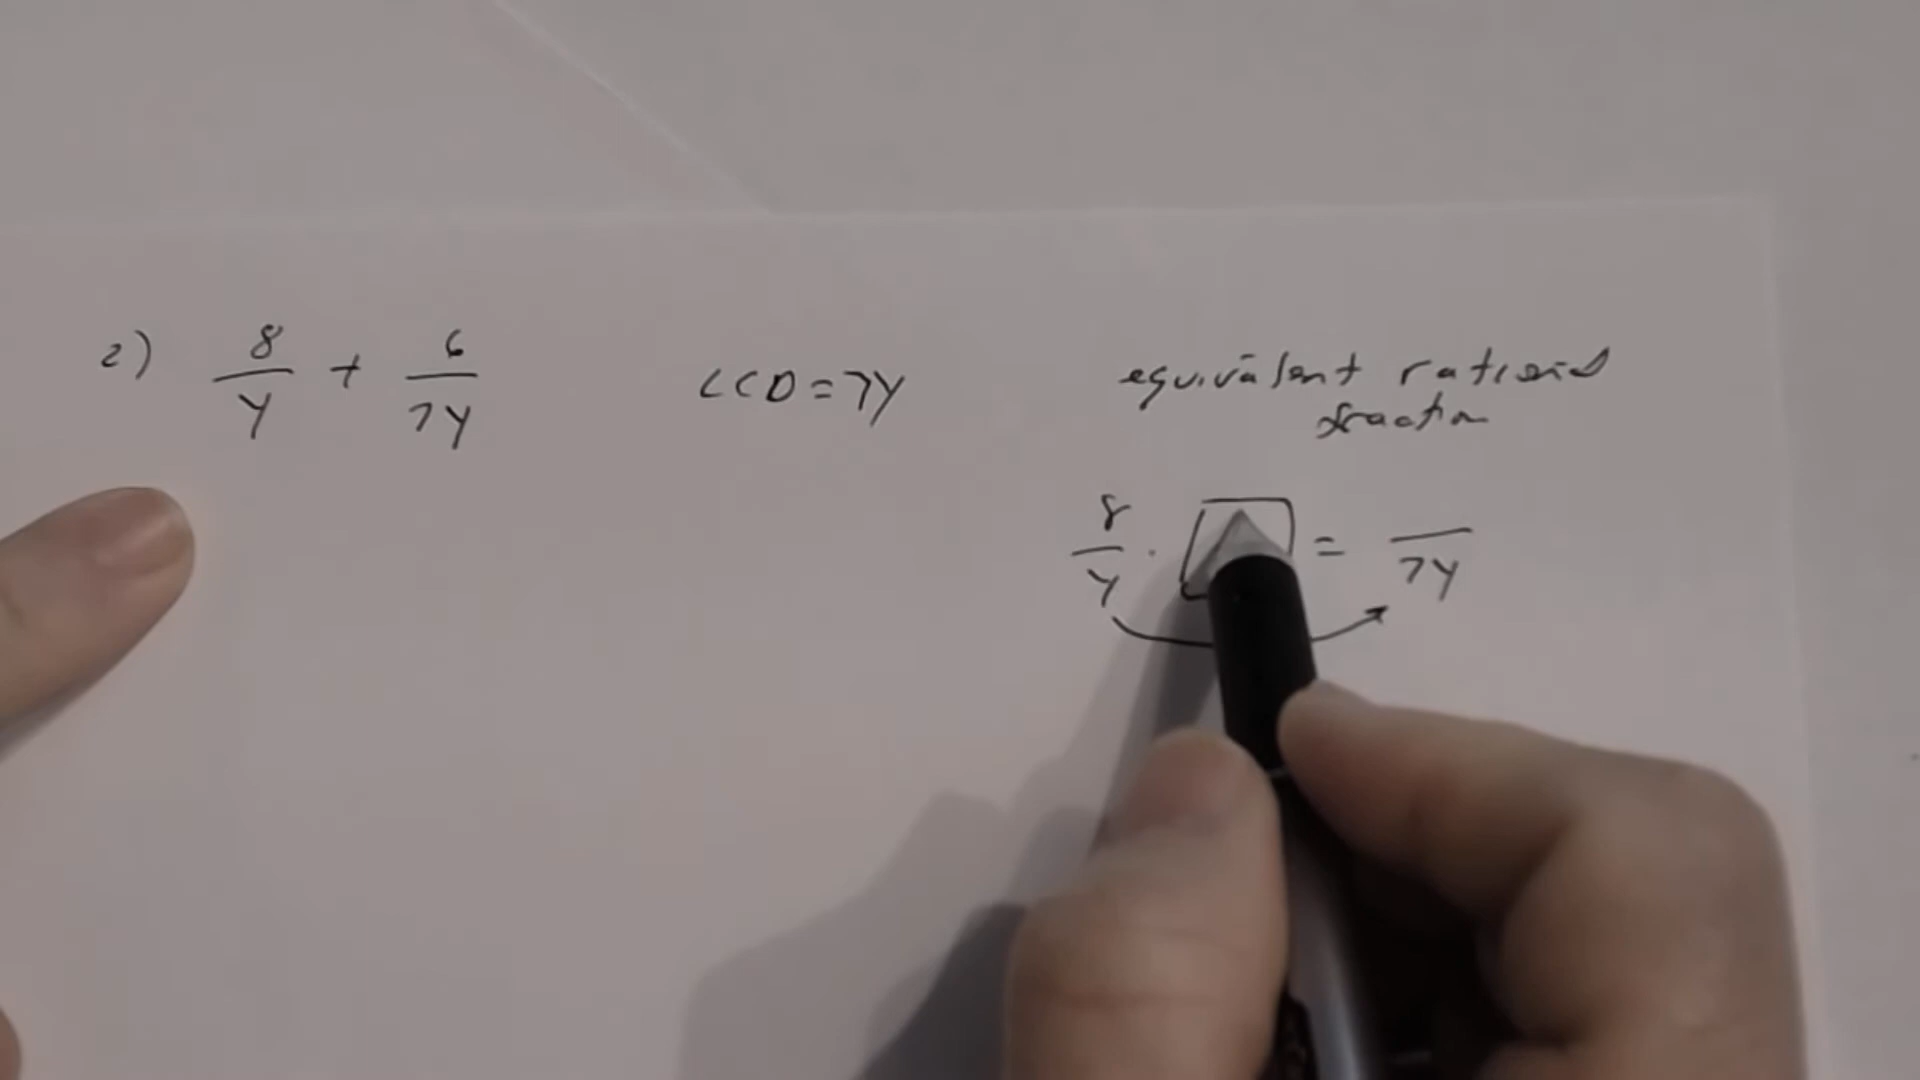 2) 8/y + 6/7y
LCD = 7y
equivalent rational
fraction
8/y · = /7y